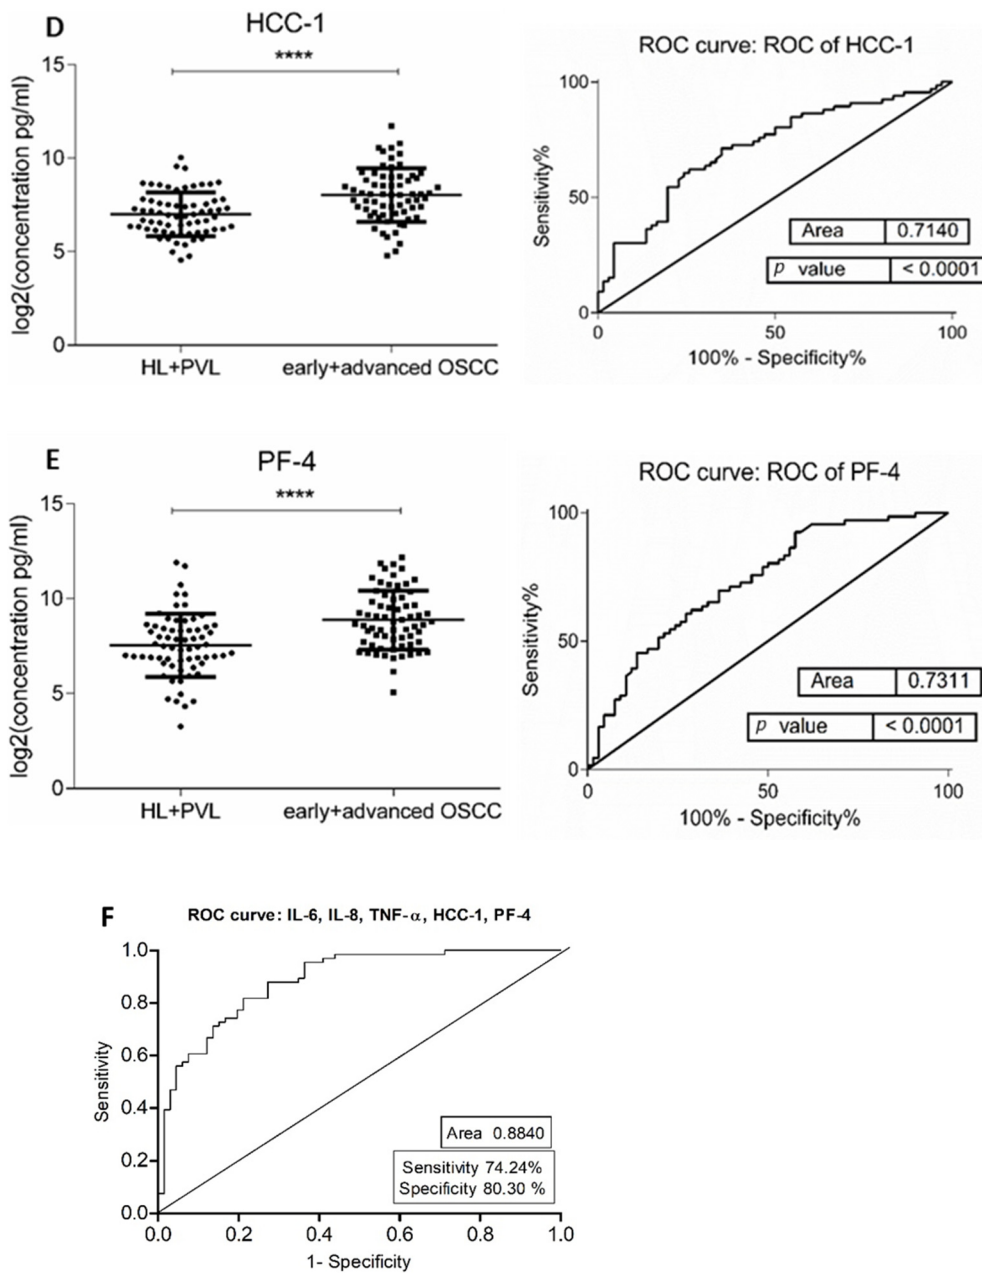 D
HCC-1
****
15
10
5
0
log2(concentration pg/ml)
HL+PVL
early+advanced OSCC
ROC curve: ROC of HCC-1
100
50
0
Sensitivity%
Area 0.7140
p value < 0.0001
0 50 100
100% - Specificity%
E
PF-4
****
15
10
5
0
log2(concentration pg/ml)
HL+PVL
early+advanced OSCC
ROC curve: ROC of PF-4
100
50
0
Sensitivity%
Area 0.7311
p value < 0.0001
0 50 100
100% - Specificity%
F
ROC curve: IL-6, IL-8, TNF-α, HCC-1, PF-4
1.0
0.8
0.6
0.4
0.2
0.0
Sensitivity
Area 0.8840
Sensitivity 74.24%
Specificity 80.30 %
0.0 0.2 0.4 0.6 0.8 1.0
1- Specificity